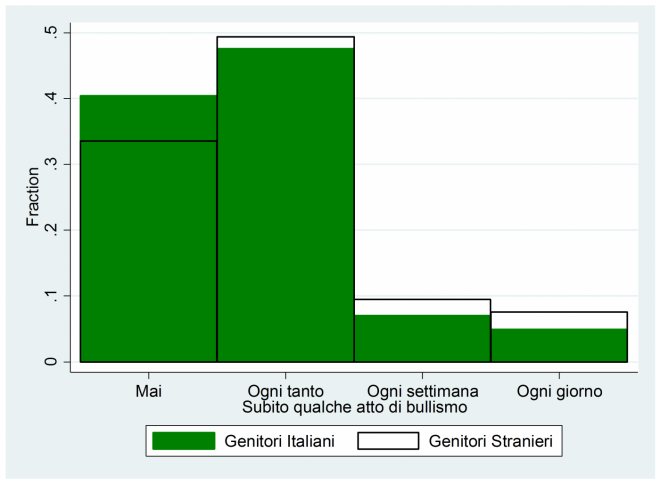 .5
.4
.3
.2
.1
0
Fraction
Mai Ogni tanto Ogni settimana Ogni giorno
Subito qualche atto di bullismo
Genitori Italiani Genitori Stranieri